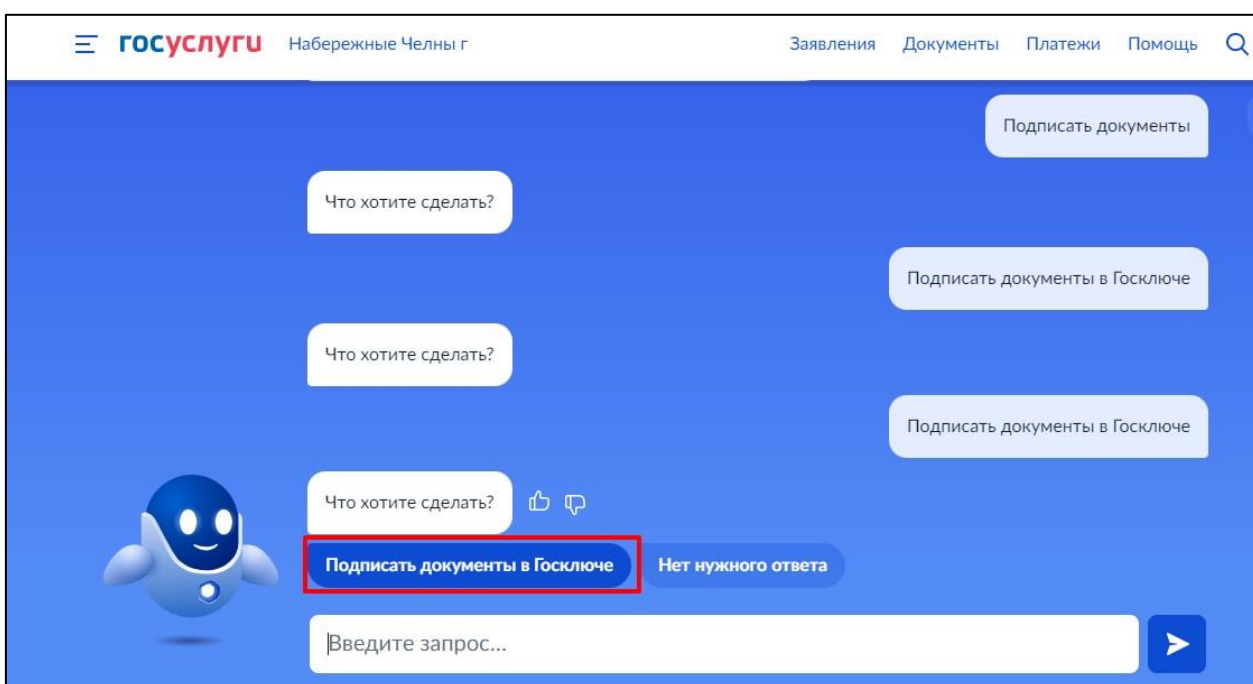 госуслуги Набережные Челны г Заявления Документы Платежи Помощь
Подписать документы
Что хотите сделать?
Подписать документы в Госключе
Что хотите сделать?
Подписать документы в Госключе
Что хотите сделать?
Подписать документы в Госключе Нет нужного ответа
Введите запрос...